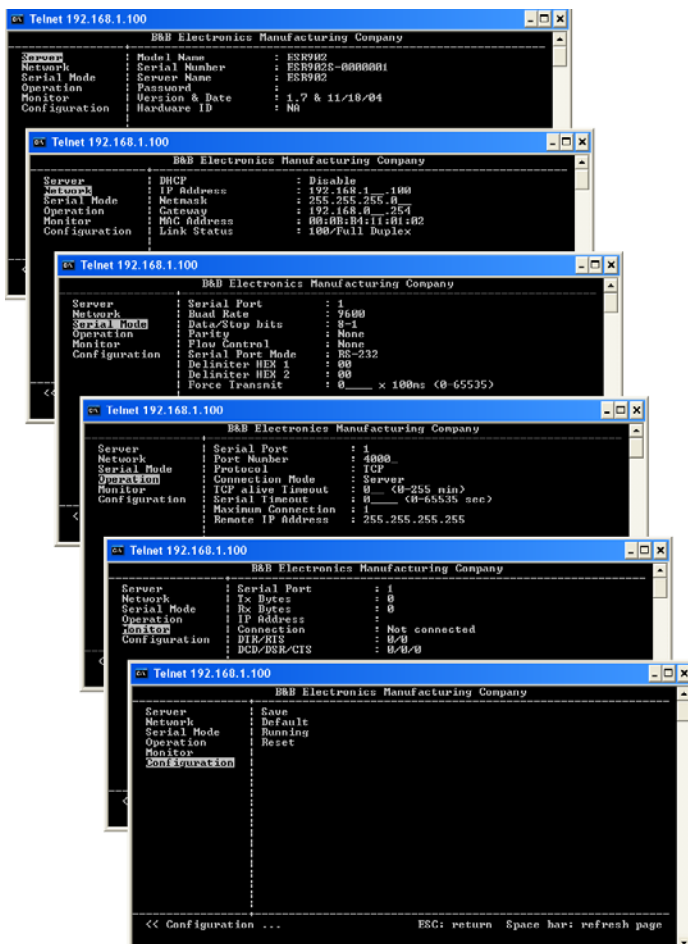 Telnet 192.168.1.100
B&B Electronics Manufacturing Company
Server Model Name : ESR902
Network Serial Number : ESR902S-0000001
Serial Mode Server Name : ESR902
Operation Password :
Monitor Version & Date : 1.7 & 11/18/04
Configuration Hardware ID : NA
Telnet 192.168.1.100
B&B Electronics Manufacturing Company
Server DHCP : Disable
Network IP Address : 192.168.1__.100
Serial Mode Netmask : 255.255.255.0__
Operation Gateway : 192.168.0__.254
Monitor MAC Address : 00:0B:B4:11:01:02
Configuration Link Status : 100/Full Duplex
<
Telnet 192.168.1.100
B&B Electronics Manufacturing Company
Server Serial Port : 1
Network Buad Rate : 9600
Serial Mode Data/Stop bits : 8-1
Operation Parity : None
Monitor Flow Control : None
Configuration Serial Port Mode : RS-232
Delimiter HEX 1 : 00
Delimiter HEX 2 : 00
<< Force Transmit : 0____ x 100ms (0-65535)
Telnet 192.168.1.100
B&B Electronics Manufacturing Company
Server Serial Port : 1
Network Port Number : 4000_
Serial Mode Protocol : TCP
Operation Connection Mode : Server
Monitor TCP alive Timeout : 0__ (0-255 min)
Configuration Serial Timeout : 0____ (0-65535 sec)
Maximum Connection : 1
< Remote IP Address : 255.255.255.255
Telnet 192.168.1.100
B&B Electronics Manufacturing Company
Server Serial Port : 1
Network Tx Bytes : 0
Serial Mode Rx Bytes : 0
Operation IP Address :
Monitor Connection : Not connected
Configuration DTR/RTS : 0/0
< DCD/DSR/CTS : 0/0/0
Telnet 192.168.1.100
B&B Electronics Manufacturing Company
Server Save
Network Default
Serial Mode Running
Operation Reset
Monitor
Configuration
<
<< Configuration ... ESC: return Space bar: refresh page